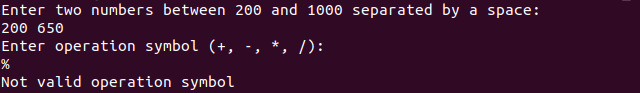 Enter two numbers between 200 and 1000 separated by a space:
200 650
Enter operation symbol (+, -, *, /):
%
Not valid operation symbol